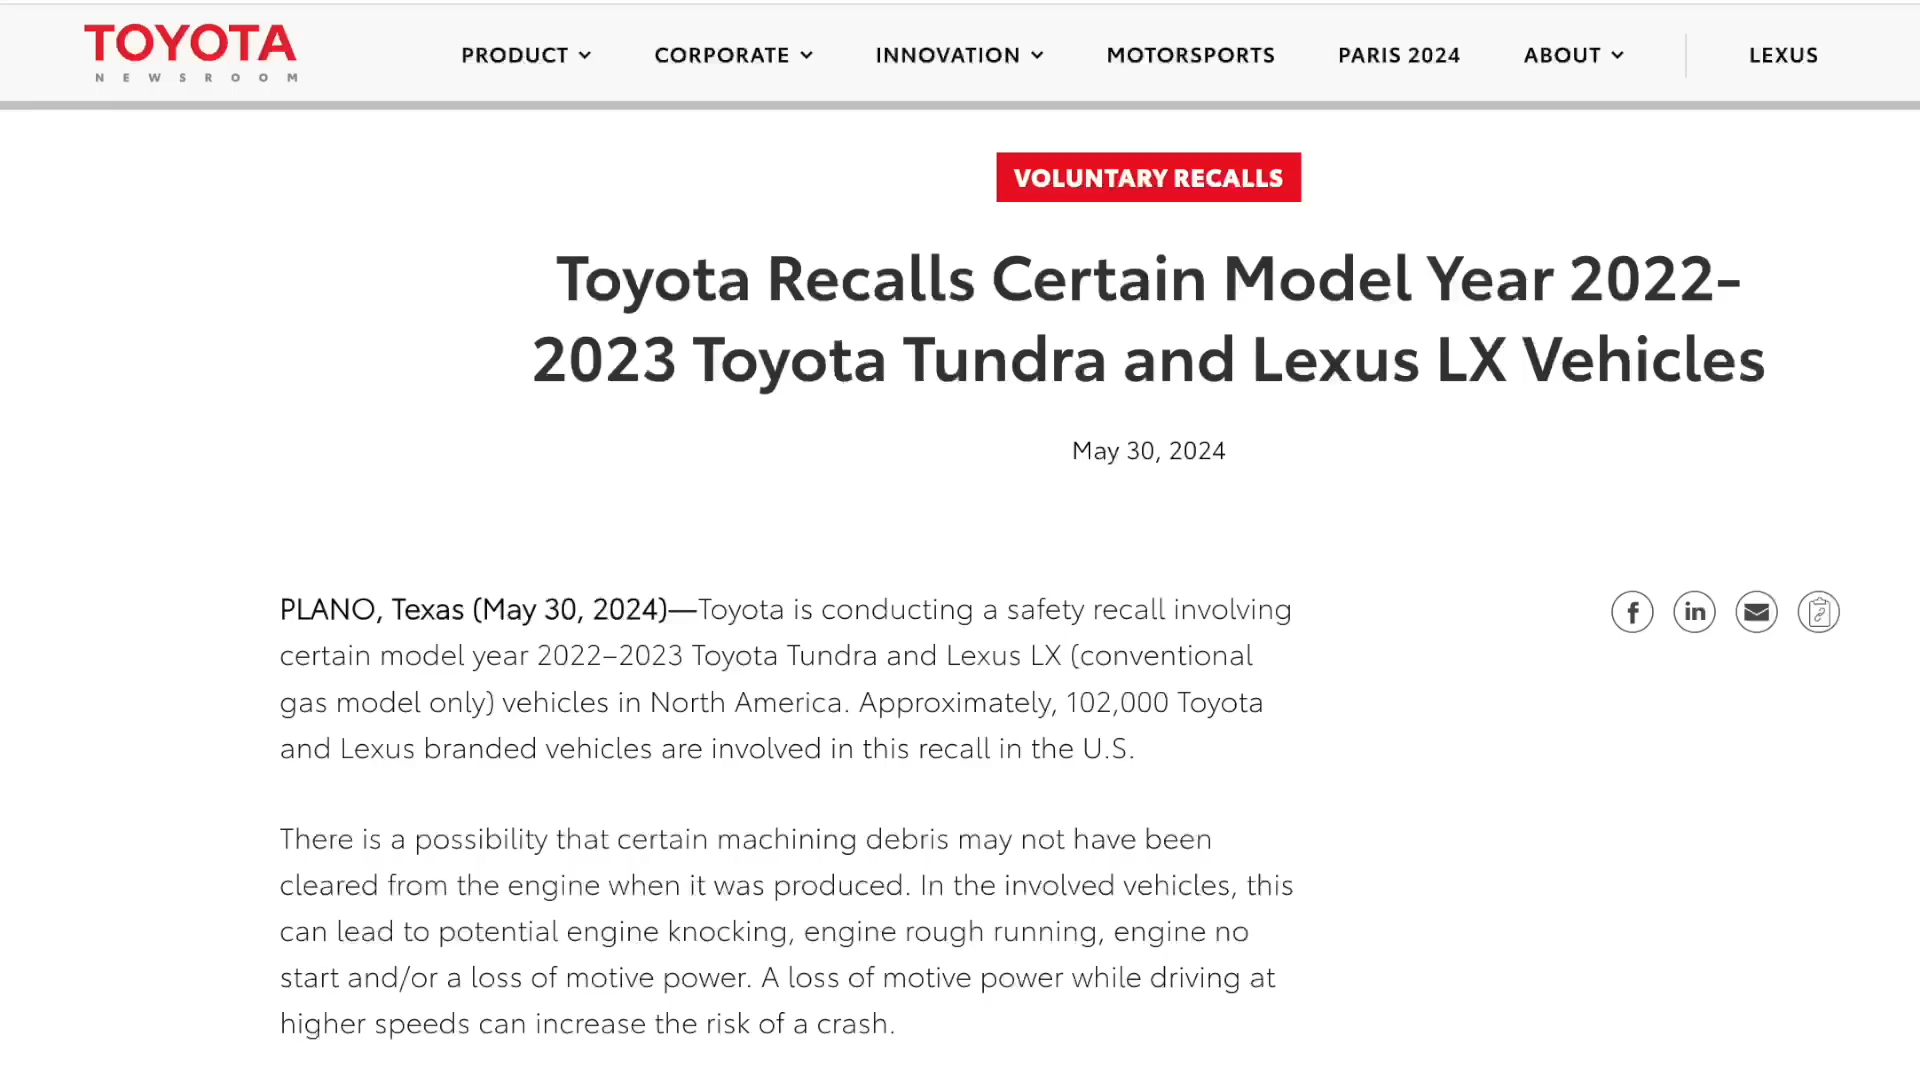 TOYOTA
NEWSROOM
PRODUCT
CORPORATE
INNOVATION
MOTORSPORTS
PARIS 2024
ABOUT
LEXUS
VOLUNTARY RECALLS
Toyota Recalls Certain Model Year 2022-
2023 Toyota Tundra and Lexus LX Vehicles
May 30, 2024
PLANO, Texas (May 30, 2024)—Toyota is conducting a safety recall involving
certain model year 2022–2023 Toyota Tundra and Lexus LX (conventional
gas model only) vehicles in North America. Approximately, 102,000 Toyota
and Lexus branded vehicles are involved in this recall in the U.S.
There is a possibility that certain machining debris may not have been
cleared from the engine when it was produced. In the involved vehicles, this
can lead to potential engine knocking, engine rough running, engine no
start and/or a loss of motive power. A loss of motive power while driving at
higher speeds can increase the risk of a crash.